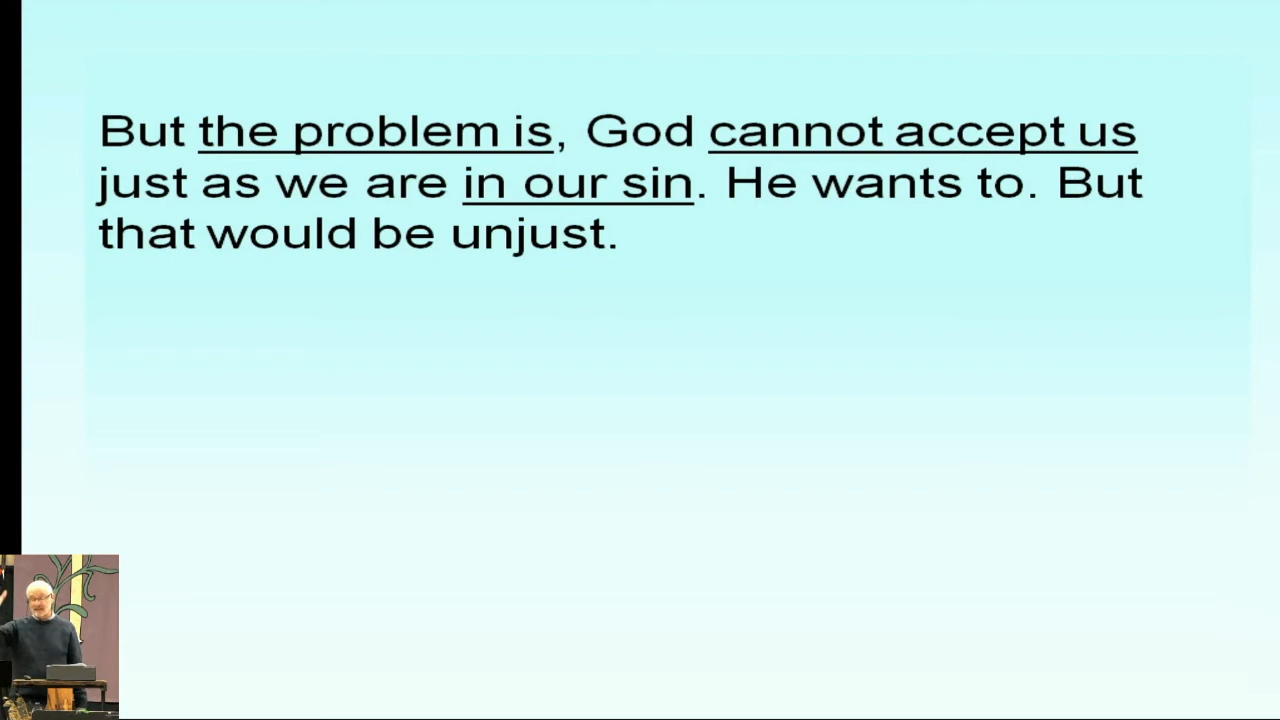 But the problem is, God cannot accept us
just as we are in our sin. He wants to. But
that would be unjust.